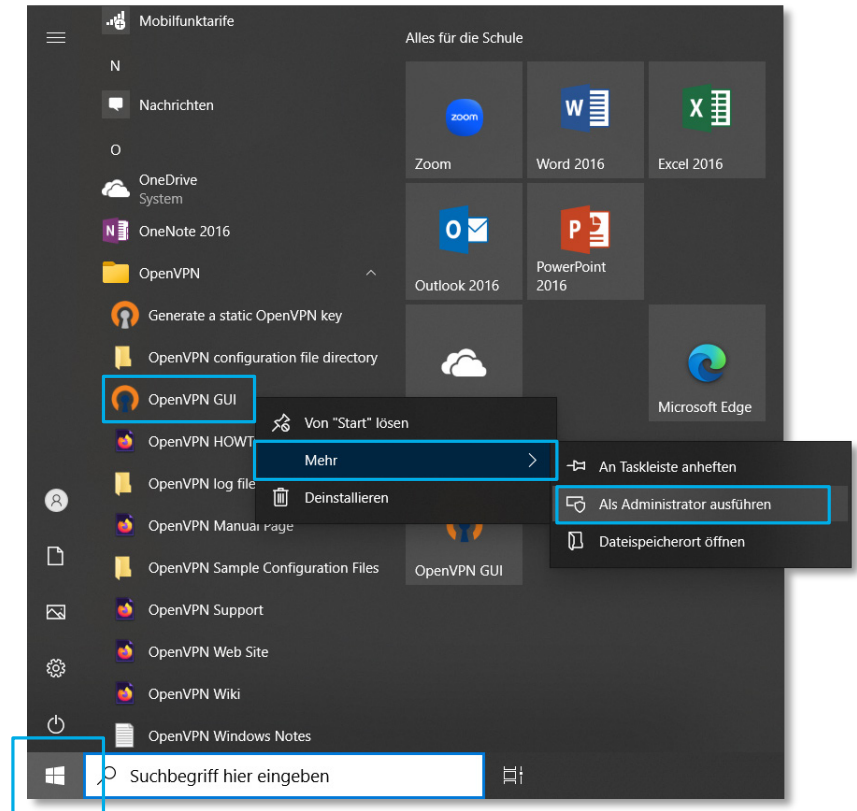 Mobilfunktarife
N
Nachrichten
O
OneDrive
System
OneNote 2016
OpenVPN
Generate a static OpenVPN key
OpenVPN configuration file directory
OpenVPN GUI
OpenVPN HOWT
OpenVPN log file
OpenVPN Manual Page
OpenVPN Sample Configuration Files
OpenVPN Support
OpenVPN Web Site
OpenVPN Wiki
OpenVPN Windows Notes
Alles für die Schule
zoom
Zoom
W
Word 2016
X
Excel 2016
O
Outlook 2016
P
PowerPoint
2016
Microsoft Edge
OpenVPN GUI
Von "Start" lösen
Mehr
Deinstallieren
An Taskleiste anheften
Als Administrator ausführen
Dateispeicherort öffnen
Suchbegriff hier eingeben